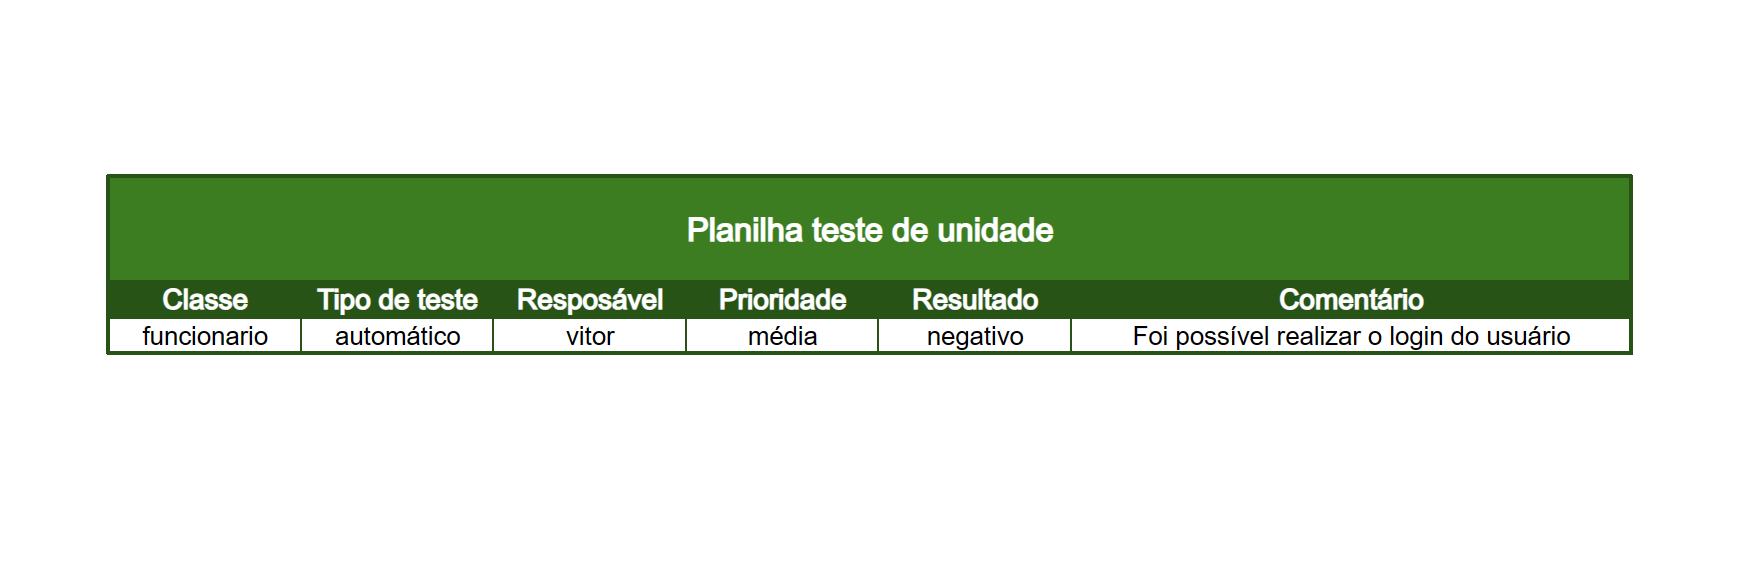 Planilha teste de unidade
Classe Tipo de teste Resposável Prioridade Resultado Comentário
funcionario automático vitor média negativo Foi possível realizar o login do usuário